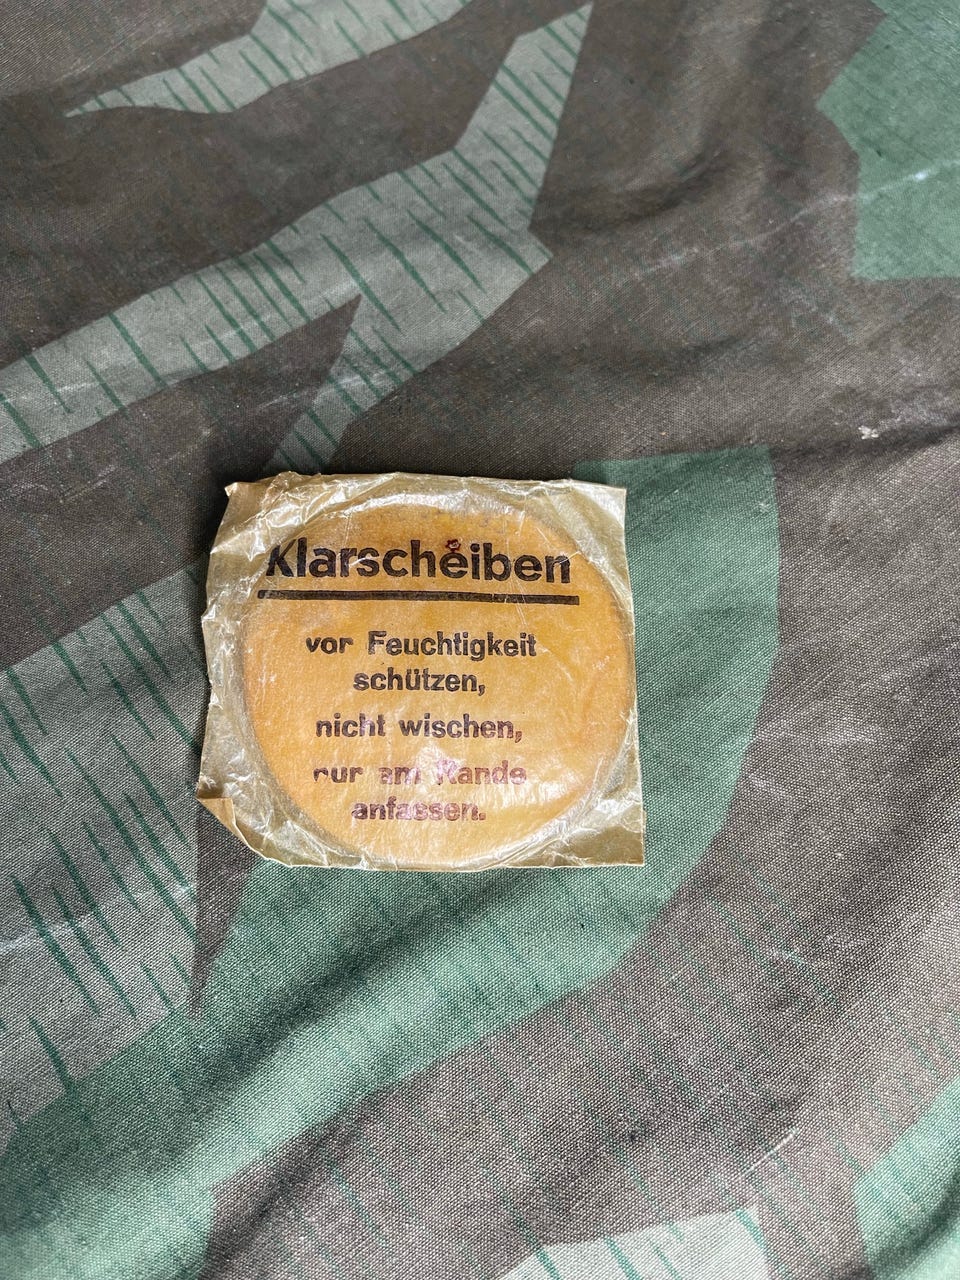 Klarscheiben
vor Feuchtigkeit
schützen,
nicht wischen,
nur am Rande
anfassen.